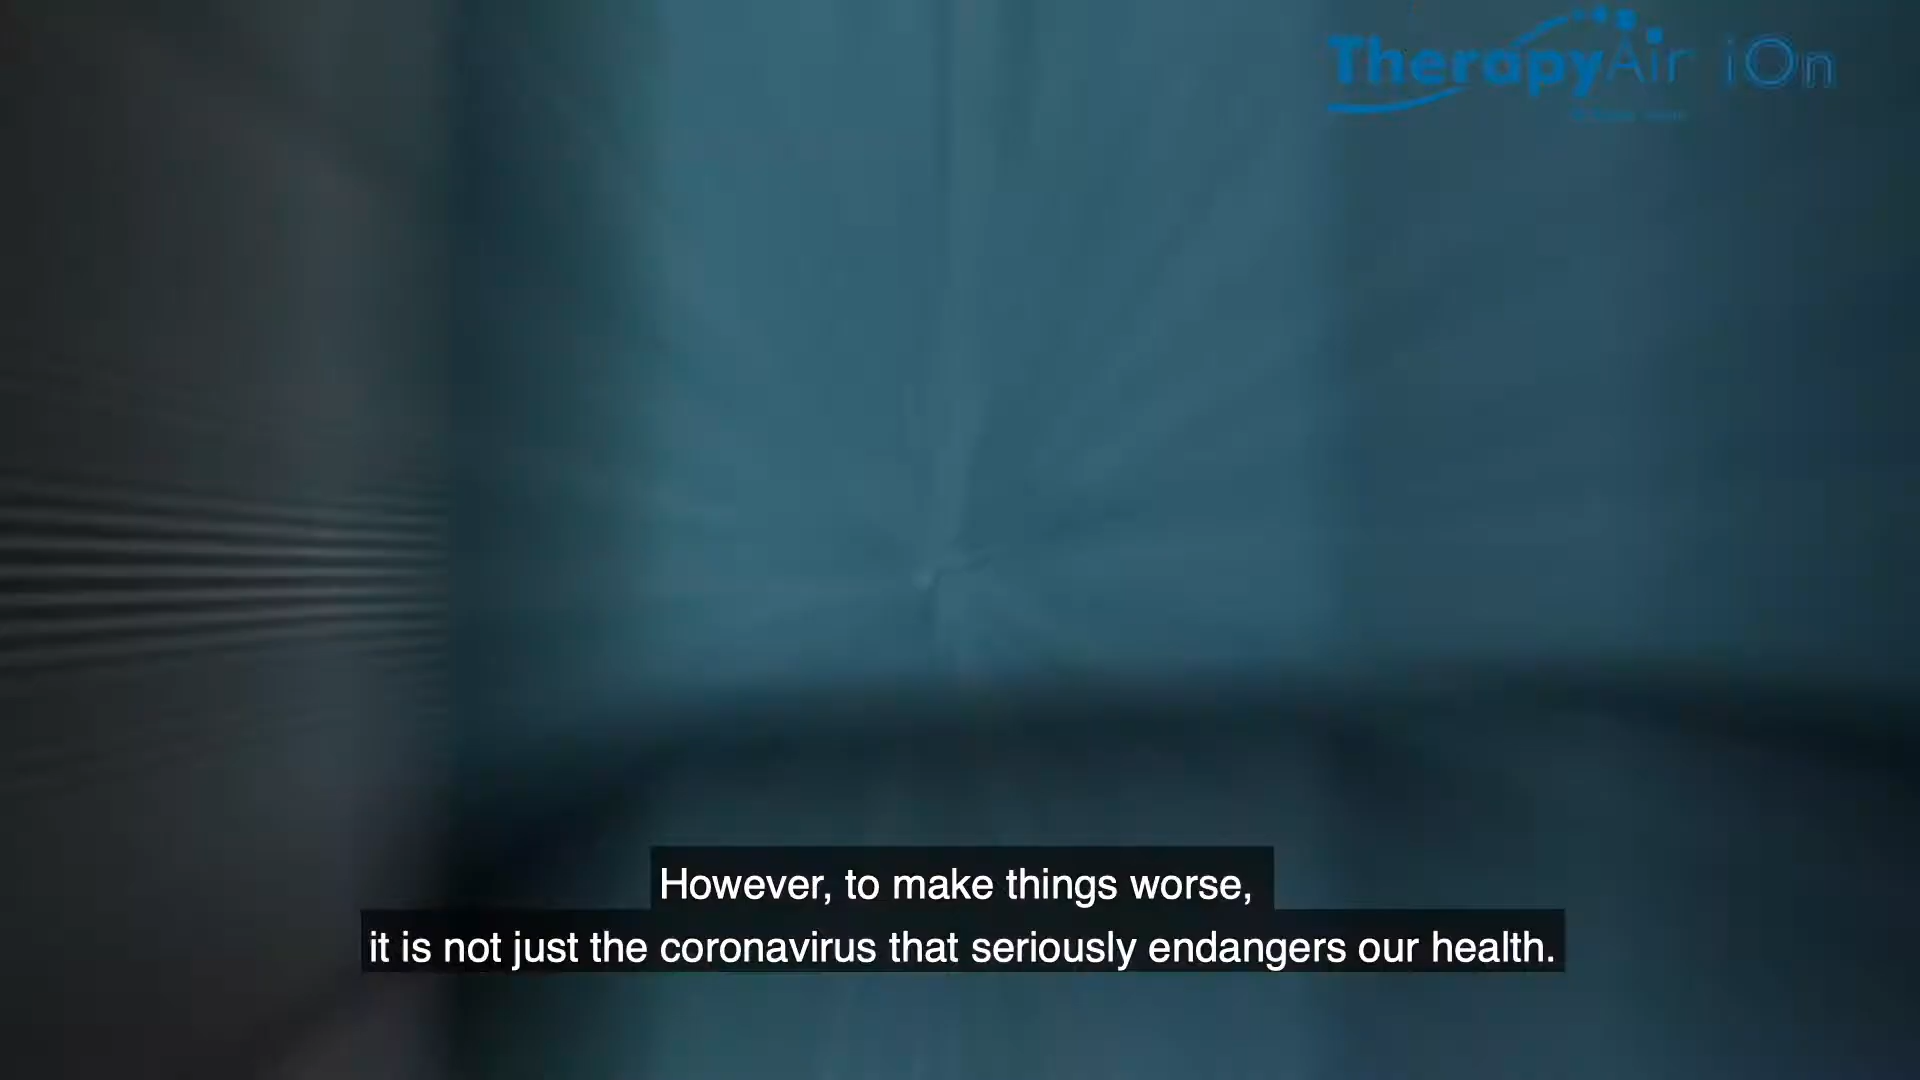 TherapyAir iOn
However, to make things worse,
it is not just the coronavirus that seriously endangers our health.